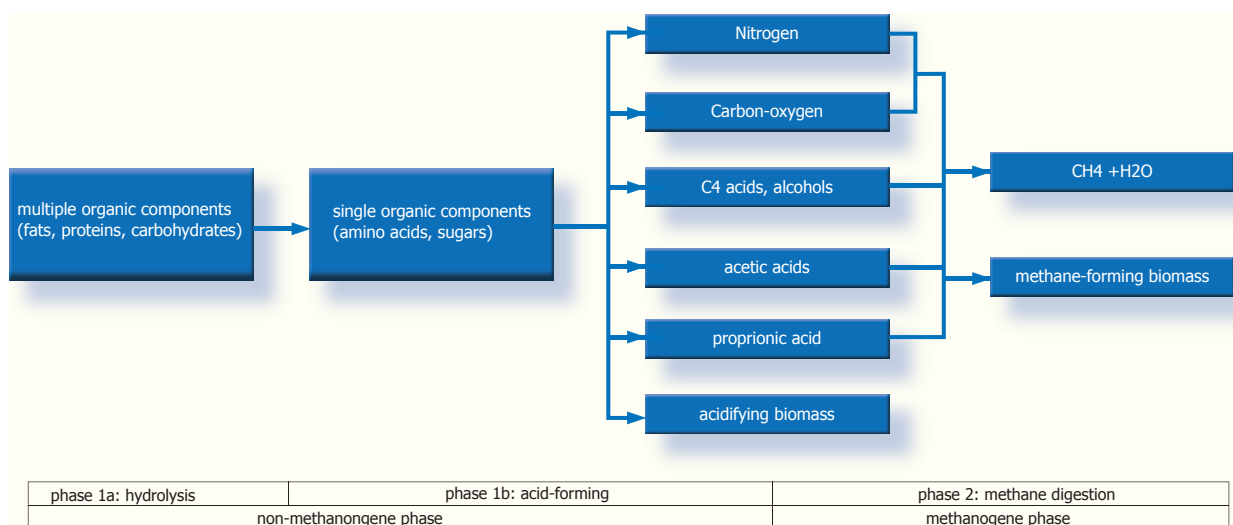 Nitrogen
Carbon-oxygen
C4 acids, alcohols
acetic acids
proprionic acid
acidifying biomass
multiple organic components
(fats, proteins, carbohydrates)
single organic components
(amino acids, sugars)
CH4 +H2O
methane-forming biomass
phase 1a: hydrolysis
phase 1b: acid-forming
phase 2: methane digestion
non-methanongene phase
methanogene phase